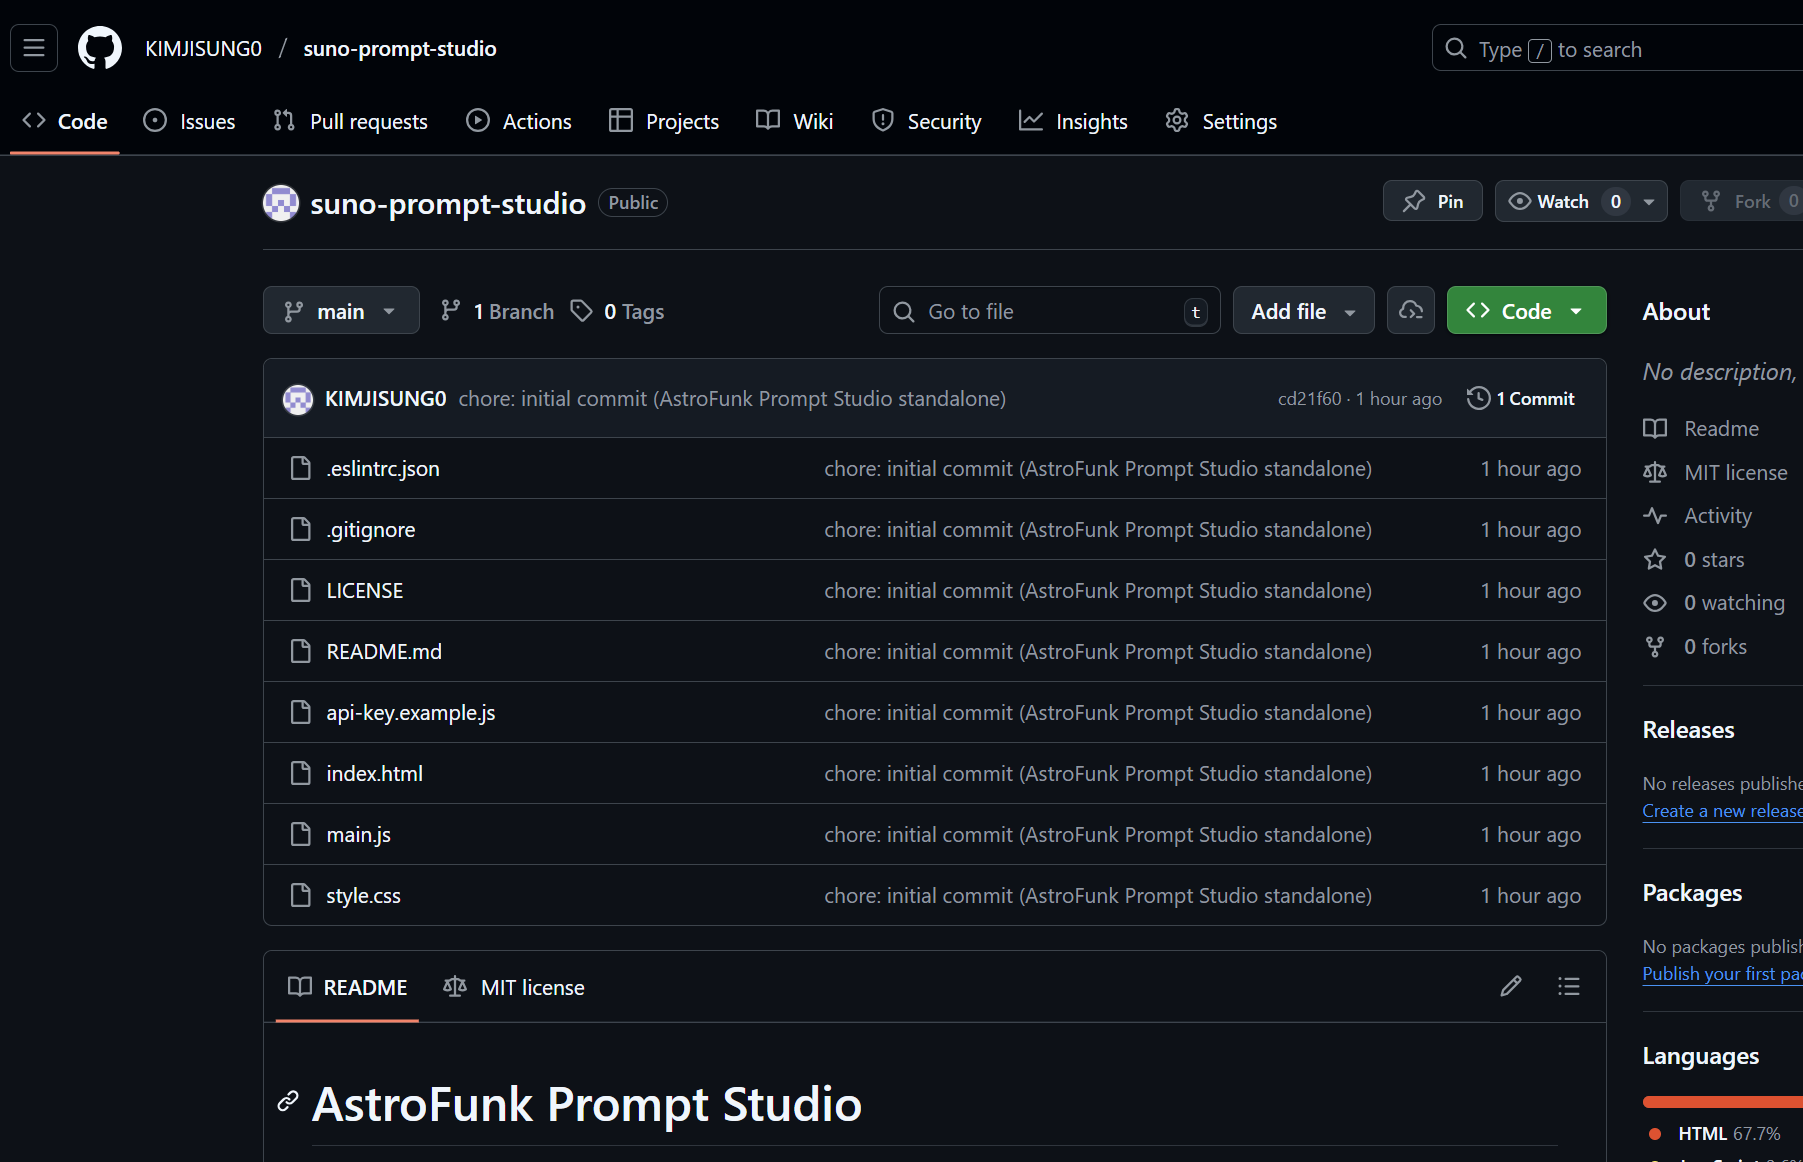 KIMJISUNG0 / suno-prompt-studio
Type / to search
Code Issues Pull requests Actions Projects Wiki Security Insights Settings
suno-prompt-studio Public
Pin Watch 0 Fork 0
main 1 Branch 0 Tags
Go to file t Add file Code
KIMJISUNG0 chore: initial commit (AstroFunk Prompt Studio standalone) cd21f60 · 1 hour ago 1 Commit
.eslintrc.json chore: initial commit (AstroFunk Prompt Studio standalone) 1 hour ago
.gitignore chore: initial commit (AstroFunk Prompt Studio standalone) 1 hour ago
LICENSE chore: initial commit (AstroFunk Prompt Studio standalone) 1 hour ago
README.md chore: initial commit (AstroFunk Prompt Studio standalone) 1 hour ago
api-key.example.js chore: initial commit (AstroFunk Prompt Studio standalone) 1 hour ago
index.html chore: initial commit (AstroFunk Prompt Studio standalone) 1 hour ago
main.js chore: initial commit (AstroFunk Prompt Studio standalone) 1 hour ago
style.css chore: initial commit (AstroFunk Prompt Studio standalone) 1 hour ago
README MIT license
AstroFunk Prompt Studio
About
No description,
Readme
MIT license
Activity
0 stars
0 watching
0 forks
Releases
No releases publishe
Create a new release
Packages
No packages publish
Publish your first pac
Languages
HTML 67.7%